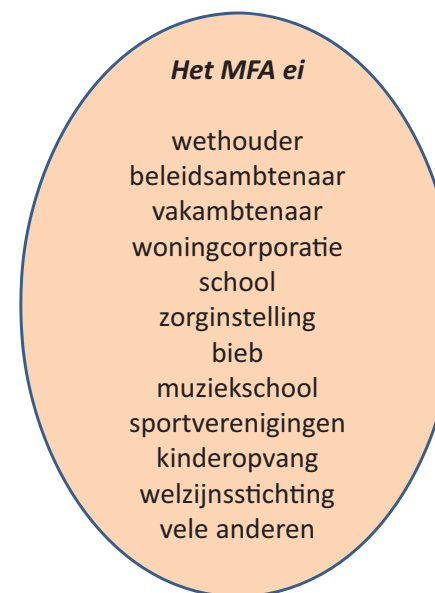 Het MFA ei
wethouder
beleidsambtenaar
vakambtenaar
woningcorporatie
school
zorginstelling
bieb
muziekschool
sportverenigingen
kinderopvang
welzijnsstichting
vele anderen